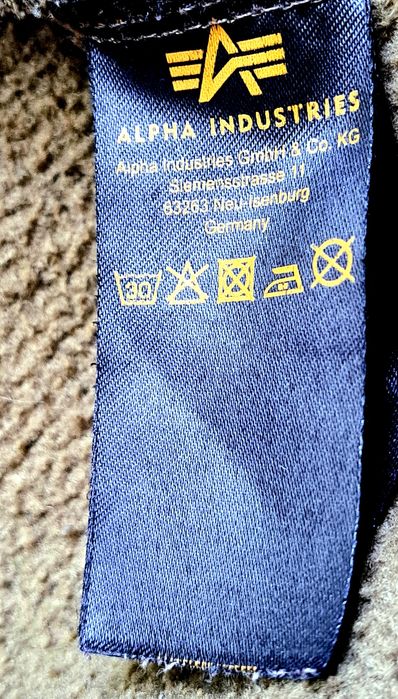 ALPHA INDUSTRIES
Alpha Industries GmbH & Co. KG
Siemensstrasse 11
63263 Neu-Isenburg
Germany
30